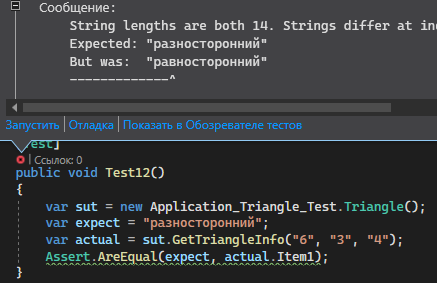 Сообщение:
String lengths are both 14. Strings differ at
Expected: "разносторонний"
But was:  "равносторонний"
-------------^
Запустить | Отладка | Показать в Обозревателе тестов
est]
| Ссылок: 0
public void Test12()
{
var sut = new Application_Triangle_Test.Triangle();
var expect = "разносторонний";
var actual = sut.GetTriangleInfo("6", "3", "4");
Assert.AreEqual(expect, actual.Item1);
}